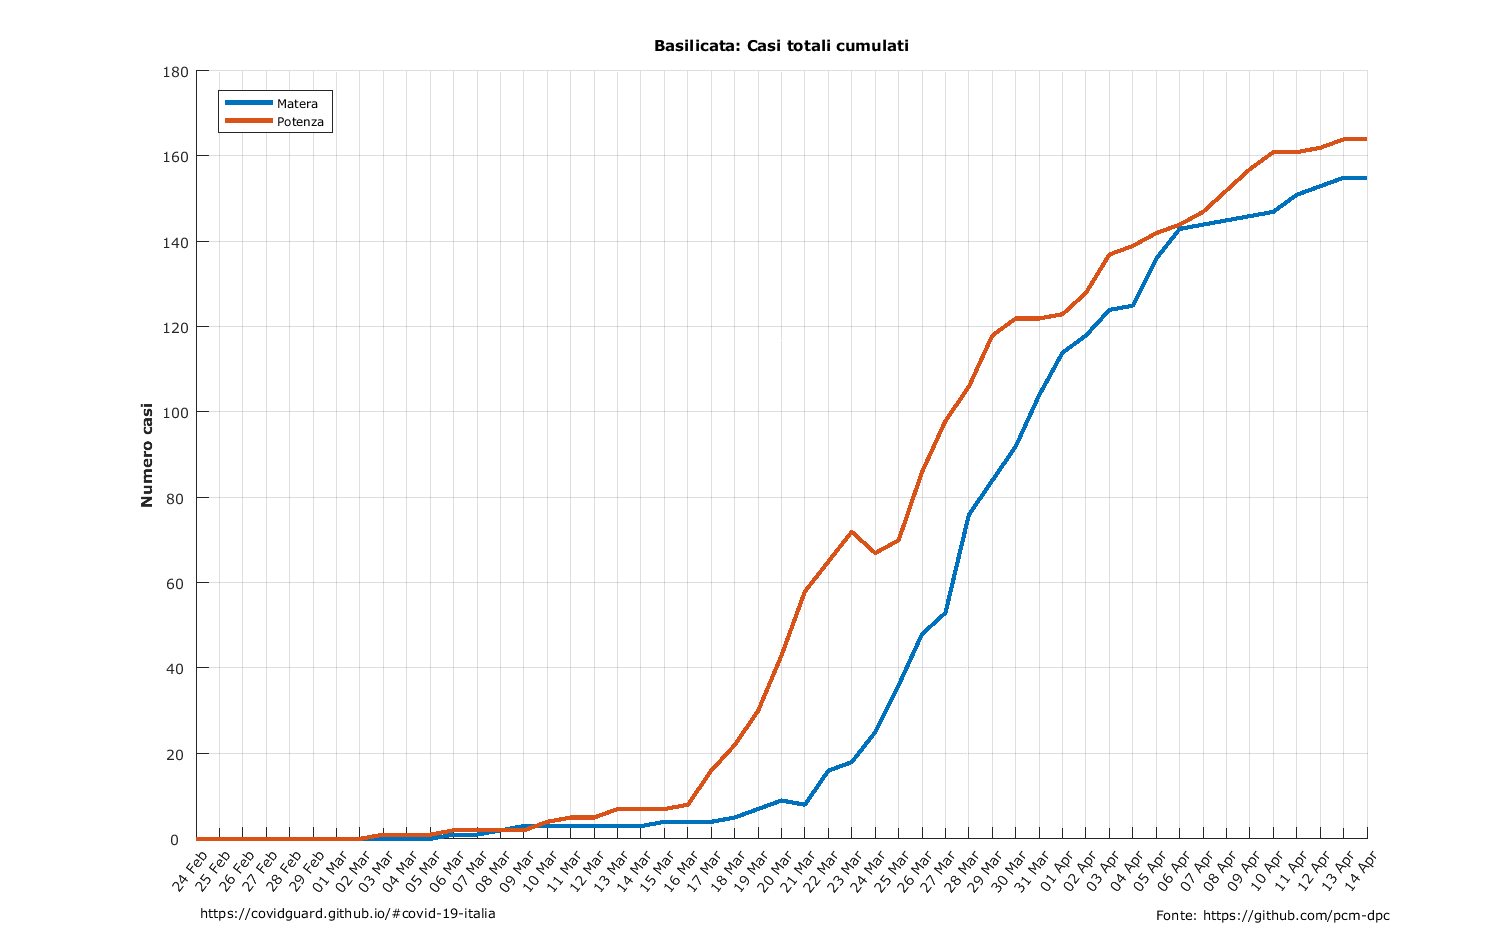 Basilicata: Casi totali cumulati
180
160
140
120
100
80
60
40
20
0
Numero casi
Matera
Potenza
24 Feb
25 Feb
26 Feb
27 Feb
28 Feb
29 Feb
01 Mar
02 Mar
03 Mar
04 Mar
05 Mar
06 Mar
07 Mar
08 Mar
09 Mar
10 Mar
11 Mar
12 Mar
13 Mar
14 Mar
15 Mar
16 Mar
17 Mar
18 Mar
19 Mar
20 Mar
21 Mar
22 Mar
23 Mar
24 Mar
25 Mar
26 Mar
27 Mar
28 Mar
29 Mar
30 Mar
31 Mar
01 Apr
02 Apr
03 Apr
04 Apr
05 Apr
06 Apr
07 Apr
08 Apr
09 Apr
10 Apr
11 Apr
12 Apr
13 Apr
14 Apr
https://covidguard.github.io/#covid-19-italia
Fonte: https://github.com/pcm-dpc